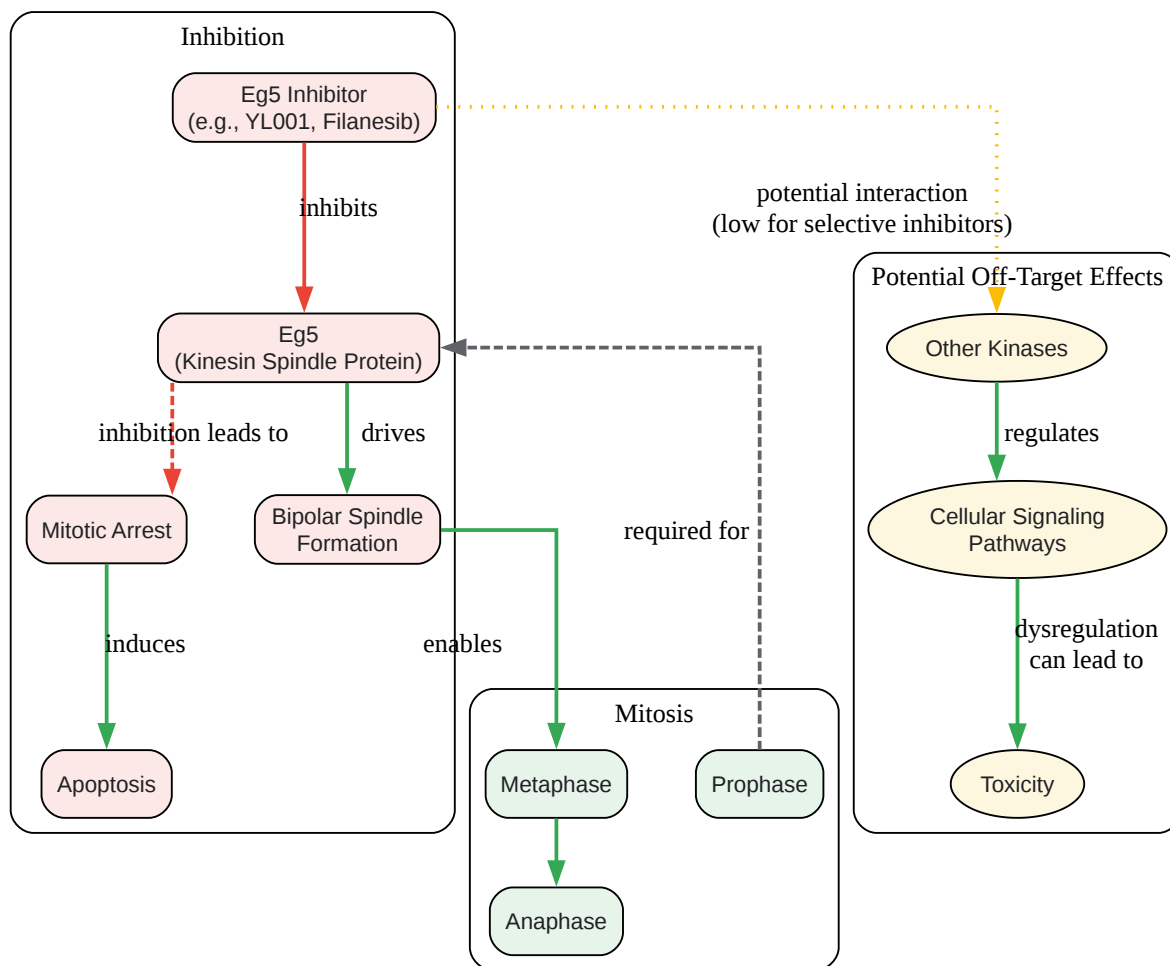 Inhibition
Eg5 Inhibitor
(e.g., YL001, Filanesib)
inhibits
potential interaction
(low for selective inhibitors)
Potential Off-Target Effects
Eg5
(Kinesin Spindle Protein)
Other Kinases
inhibition leads to
drives
regulates
Mitotic Arrest
Bipolar Spindle
Formation
required for
Cellular Signaling
Pathways
induces
enables
dysregulation
can lead to
Mitosis
Apoptosis
Metaphase
Prophase
Toxicity
Anaphase